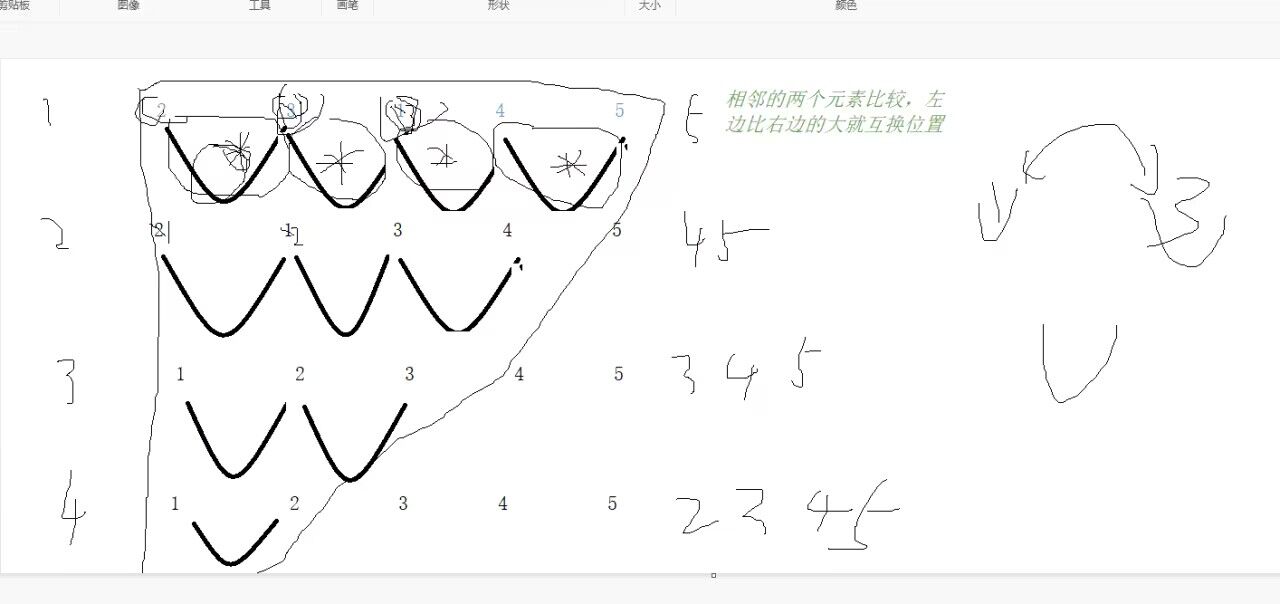 剪贴板 图像 工具 画笔 形状 大小 颜色
1 2 3 1 4 5 5
相邻的两个元素比较，左
边比右边的大就互换位置
3
2 2 1 1 2 3 4 5 4 5
3 1 2 3 4 5 3 4 5
4 1 2 3 4 5 2 3 4 5